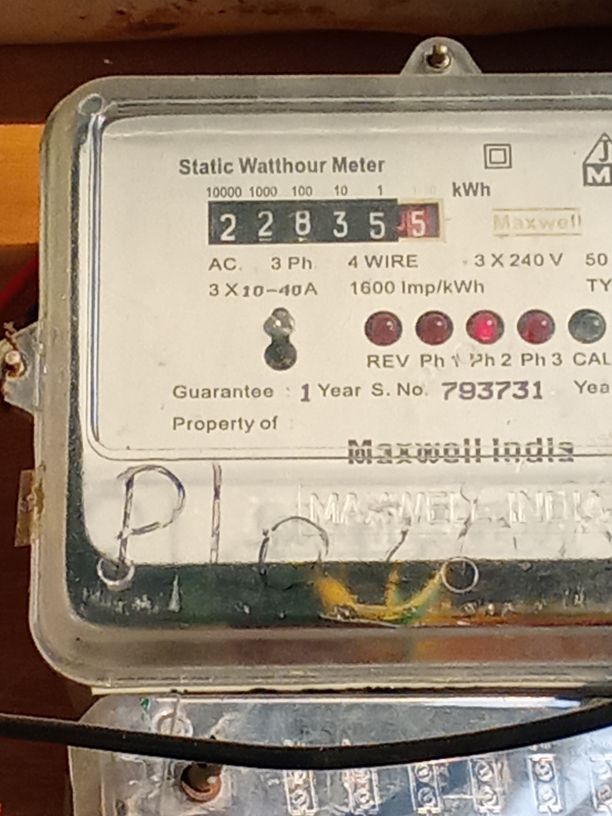 Static Watthour Meter
10000 1000 100 10 1 kWh
2 2 8 3 5 5
Maxwell
J
M
AC. 3 Ph 4 WIRE 3 X 240 V 50
3 X 10-40A 1600 Imp/kWh TY
REV Ph 1 Ph 2 Ph 3 CAL
Guarantee : 1 Year S. No. 793731 Yea
Property of :
Maxwell India
MAXWELL INDIA